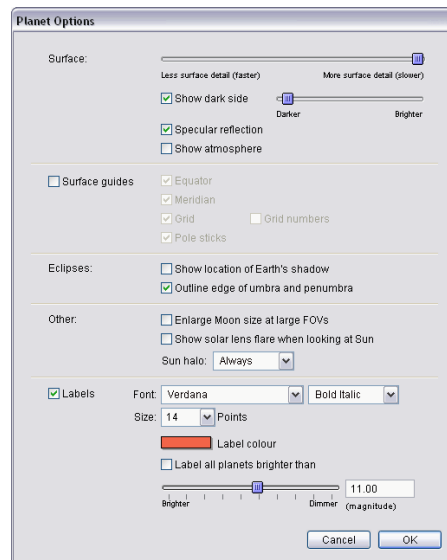 Planet Options
Surface:
Less surface detail (faster) More surface detail (slower)
Show dark side
Darker Brighter
Specular reflection
Show atmosphere
Surface guides Equator
Meridian
Grid Grid numbers
Pole sticks
Eclipses: Show location of Earth's shadow
Outline edge of umbra and penumbra
Other: Enlarge Moon size at large FOVs
Show solar lens flare when looking at Sun
Sun halo: Always
Labels Font: Verdana Bold Italic
Size: 14 Points
Label colour
Label all planets brighter than
11.00
Brighter Dimmer (magnitude)
Cancel OK